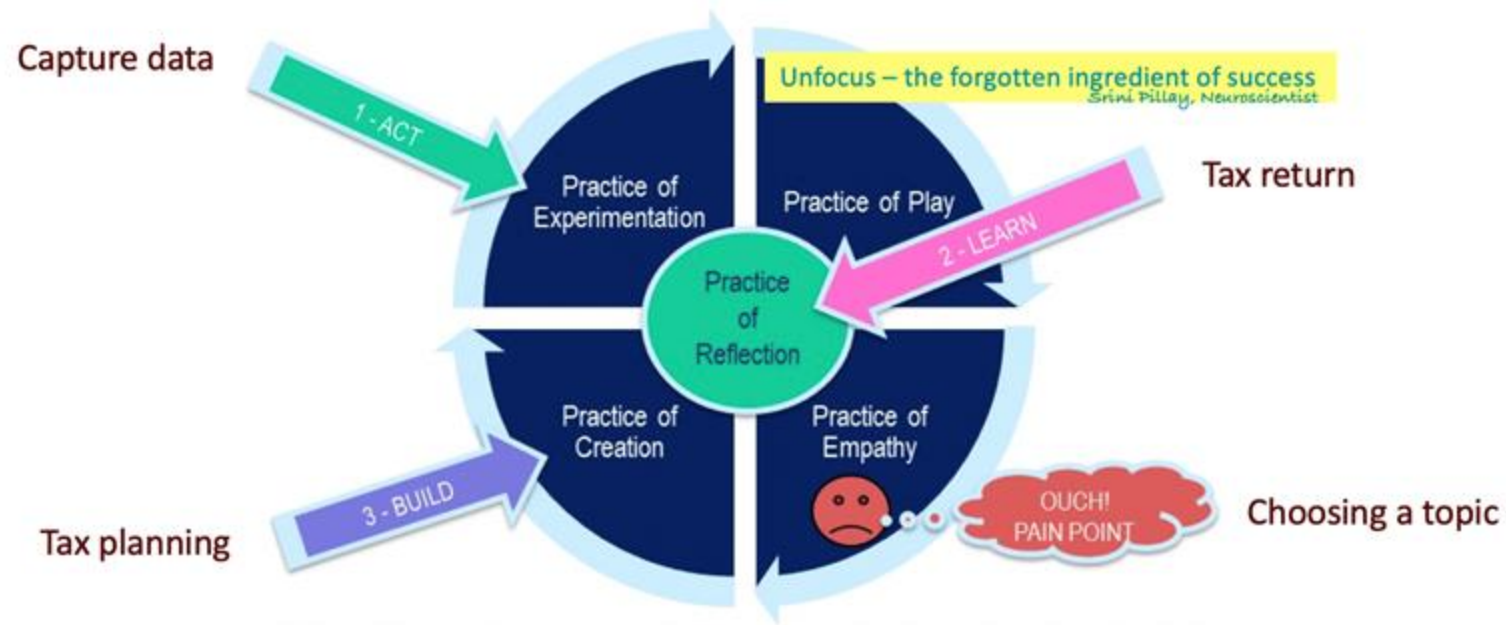 Capture data
1 - ACT
Unfocus – the forgotten ingredient of success
Srini Pillay, Neuroscientist
Practice of
Experimentation
Practice of Play
Tax return
2 - LEARN
Practice
of
Reflection
Practice of
Creation
Practice of
Empathy
3 - BUILD
Tax planning
OUCH!
PAIN POINT
Choosing a topic